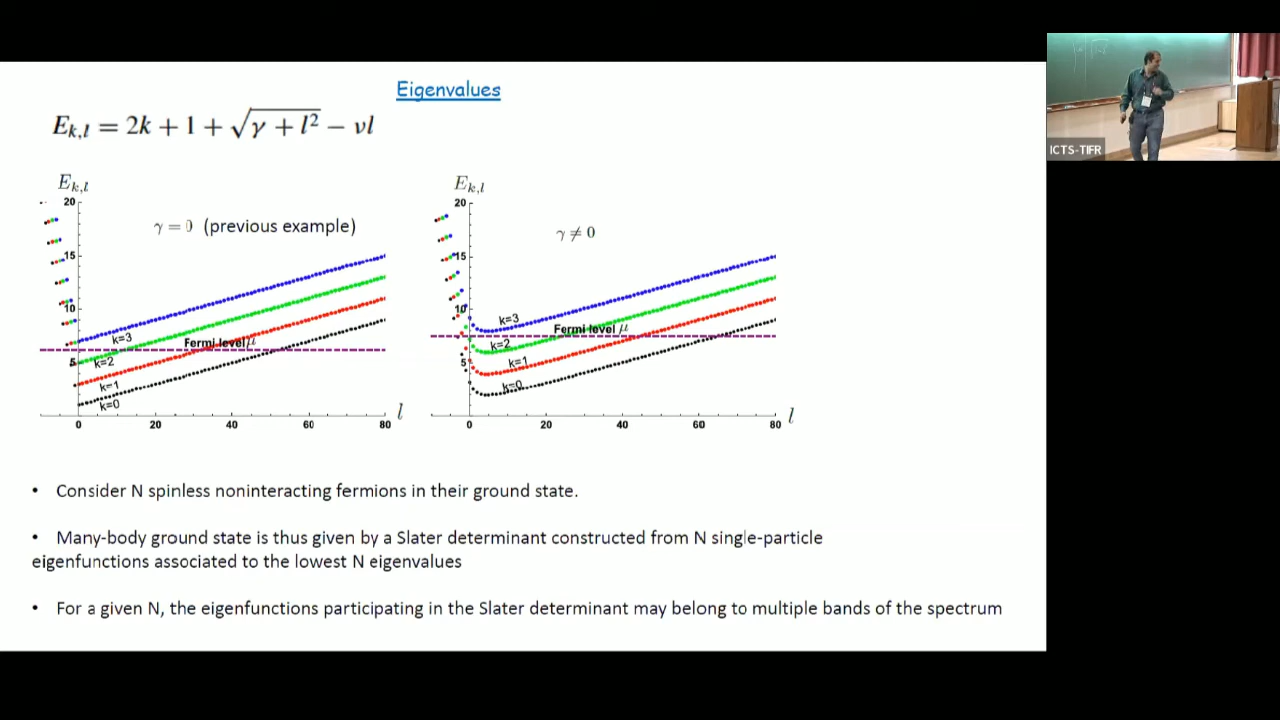 Eigenvalues
E_{k,l} = 2k + 1 + √(γ + l²) − νl
E_{k,l}
20
15
10
5
γ = 0 (previous example)
k=3
Fermi level μ
k=2
k=1
k=0
0 20 40 60 80
l
E_{k,l}
20
15
10
5
γ ≠ 0
k=3
Fermi level μ
k=2
k=1
k=0
0 20 40 60 80
l
• Consider N spinless noninteracting fermions in their ground state.
• Many-body ground state is thus given by a Slater determinant constructed from N single-particle
eigenfunctions associated to the lowest N eigenvalues
• For a given N, the eigenfunctions participating in the Slater determinant may belong to multiple bands of the spectrum
ICTS-TIFR